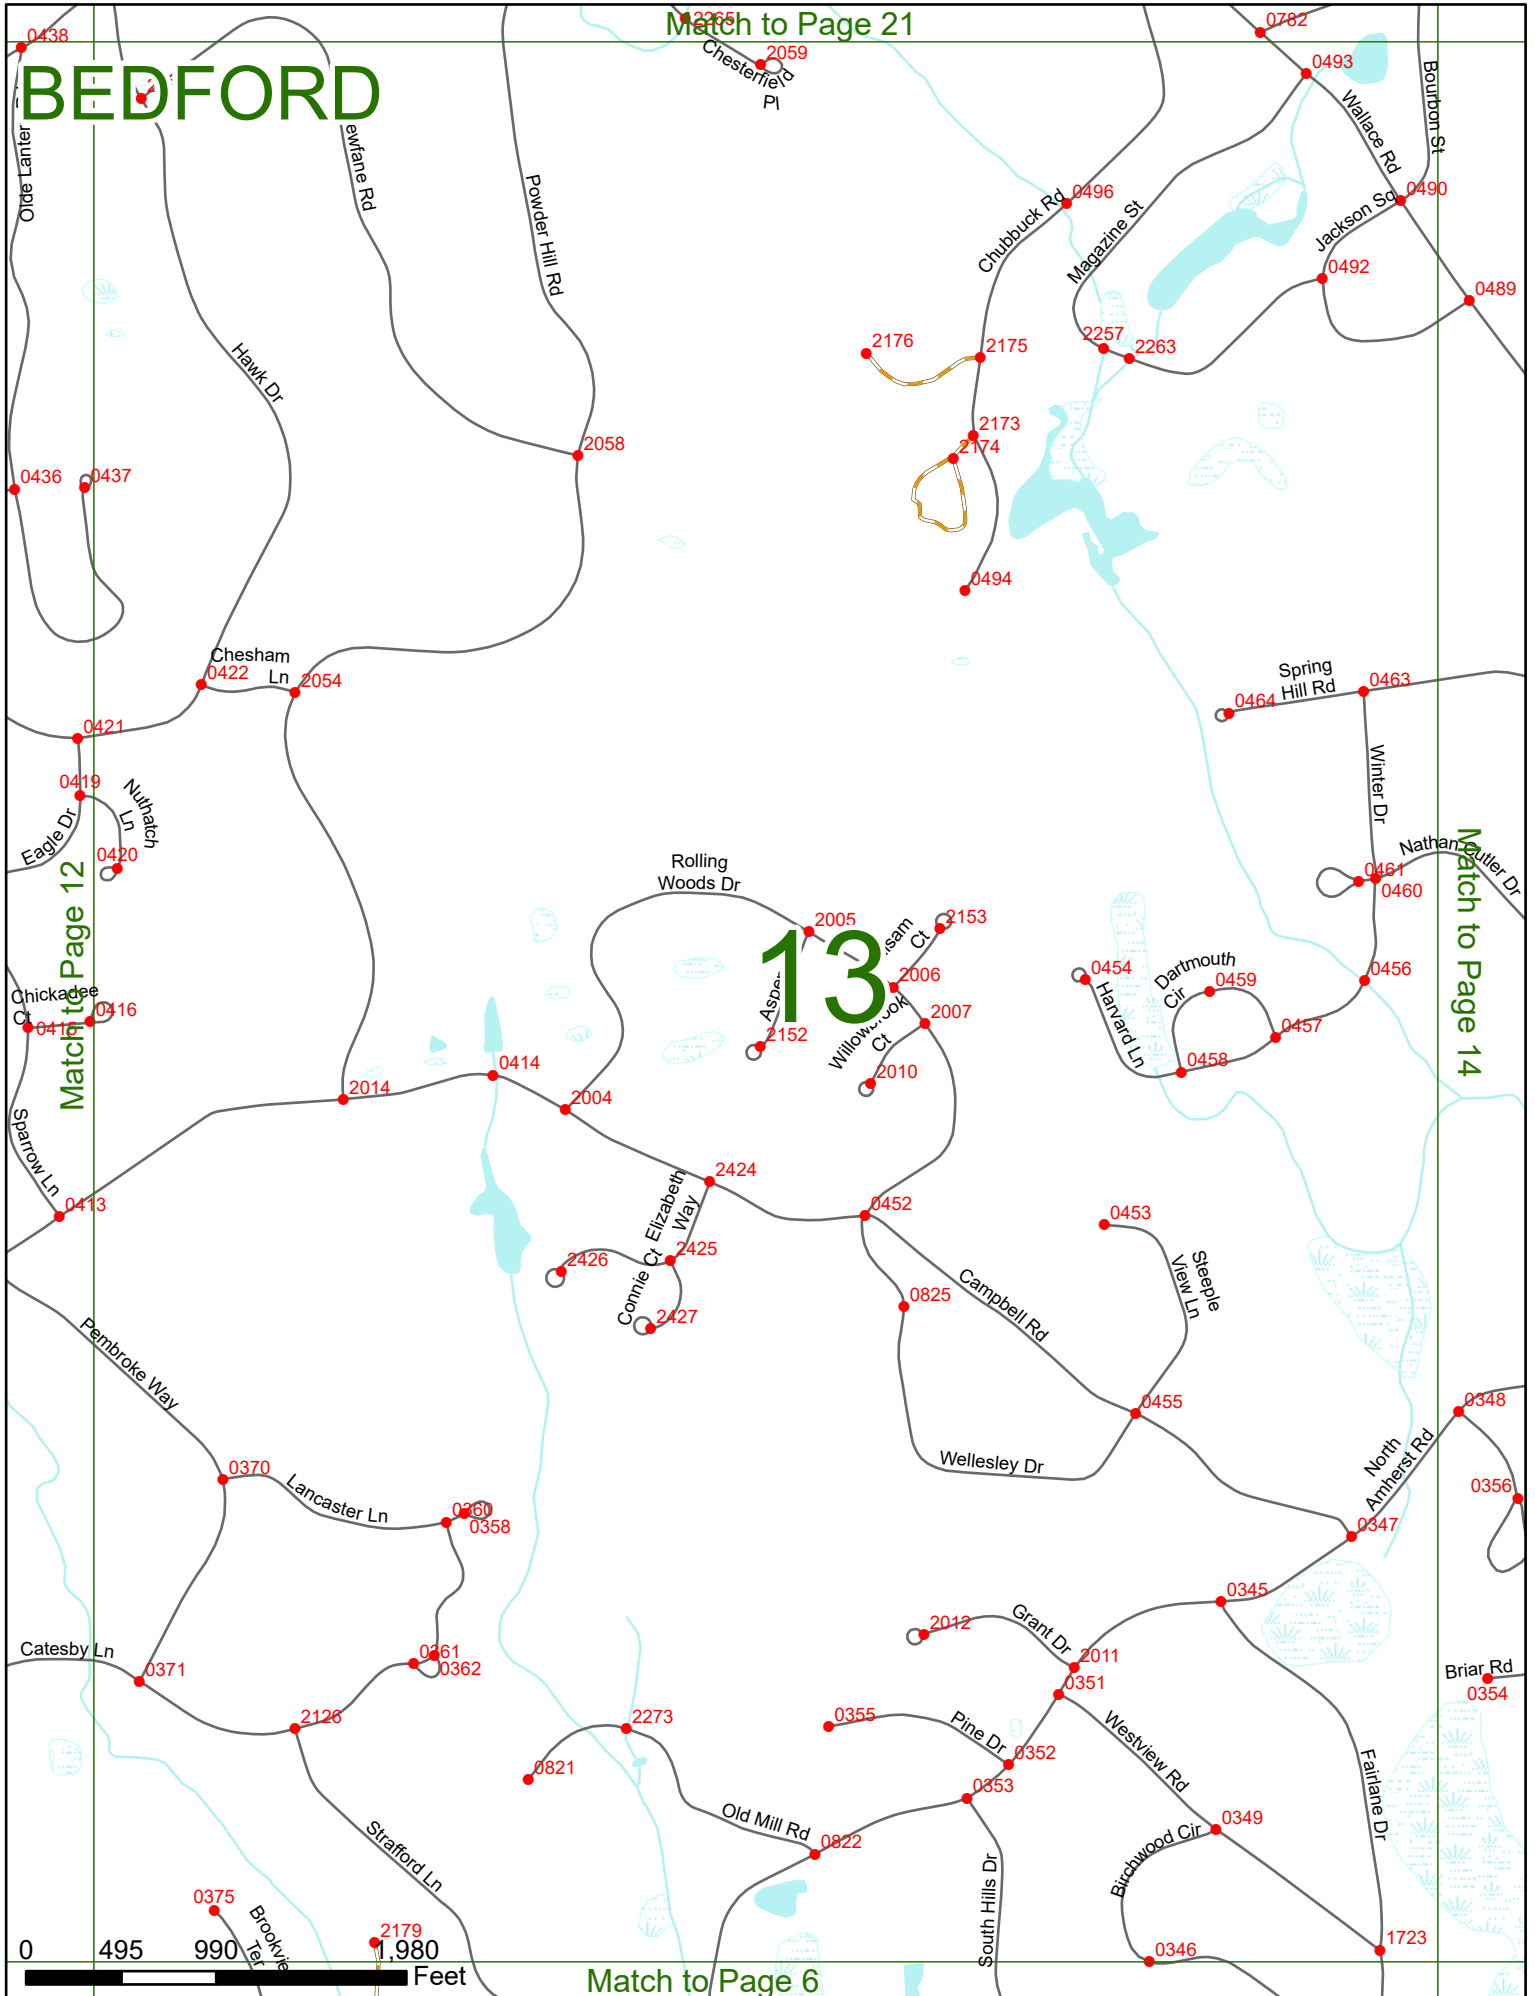 Match to Page 21
BEDFORD
0438
2265
2059
Chesterfield
Pl
0782
0493
Wallace Rd
Bourbon St
Olde Lanter
ewfane Rd
Powder Hill Rd
0496
Chubbuck Rd
Magazine St
0490
Jackson Sq
0492
0489
2176
2175
2257
2263
Hawk Dr
2173
2174
2058
0436
0437
0494
Chesham
Ln
0422
2054
Spring
Hill Rd
0463
0464
0421
0419
Nuthatch
Ln
Eagle Dr
0420
Winter Dr
Nathan Cutler Dr
0461
0460
Match to Page 12
Match to Page 14
Rolling
Woods Dr
2005
13
2153
lsam
Ct
2006
2007
Aspe
2152
Willowbrook
Ct
2010
0454
Harvard Ln
Dartmouth
Cir
0459
0456
0457
0458
Chickadee
Ct
0415
0416
2014
0414
2004
Sparrow Ln
0413
2424
Elizabeth
Way
0452
0453
Steeple
View Ln
2425
2426
Connie Ct
2427
0825
Campbell Rd
Pembroke Way
0455
0348
North
Amherst Rd
Wellesley Dr
0370
Lancaster Ln
0360
0358
0356
0347
0345
2012
Grant Dr
2011
Catesby Ln
0361
0362
0371
0351
Briar Rd
0354
2126
2273
0355
Pine Dr
0352
Westview Rd
0821
0353
Fairlane Dr
Old Mill Rd
0822
0349
Birchwood Cir
Strafford Ln
South Hills Dr
0375
Brookvie
Ter
2179
1723
0346
0 495 990 1,980
Feet
Match to Page 6